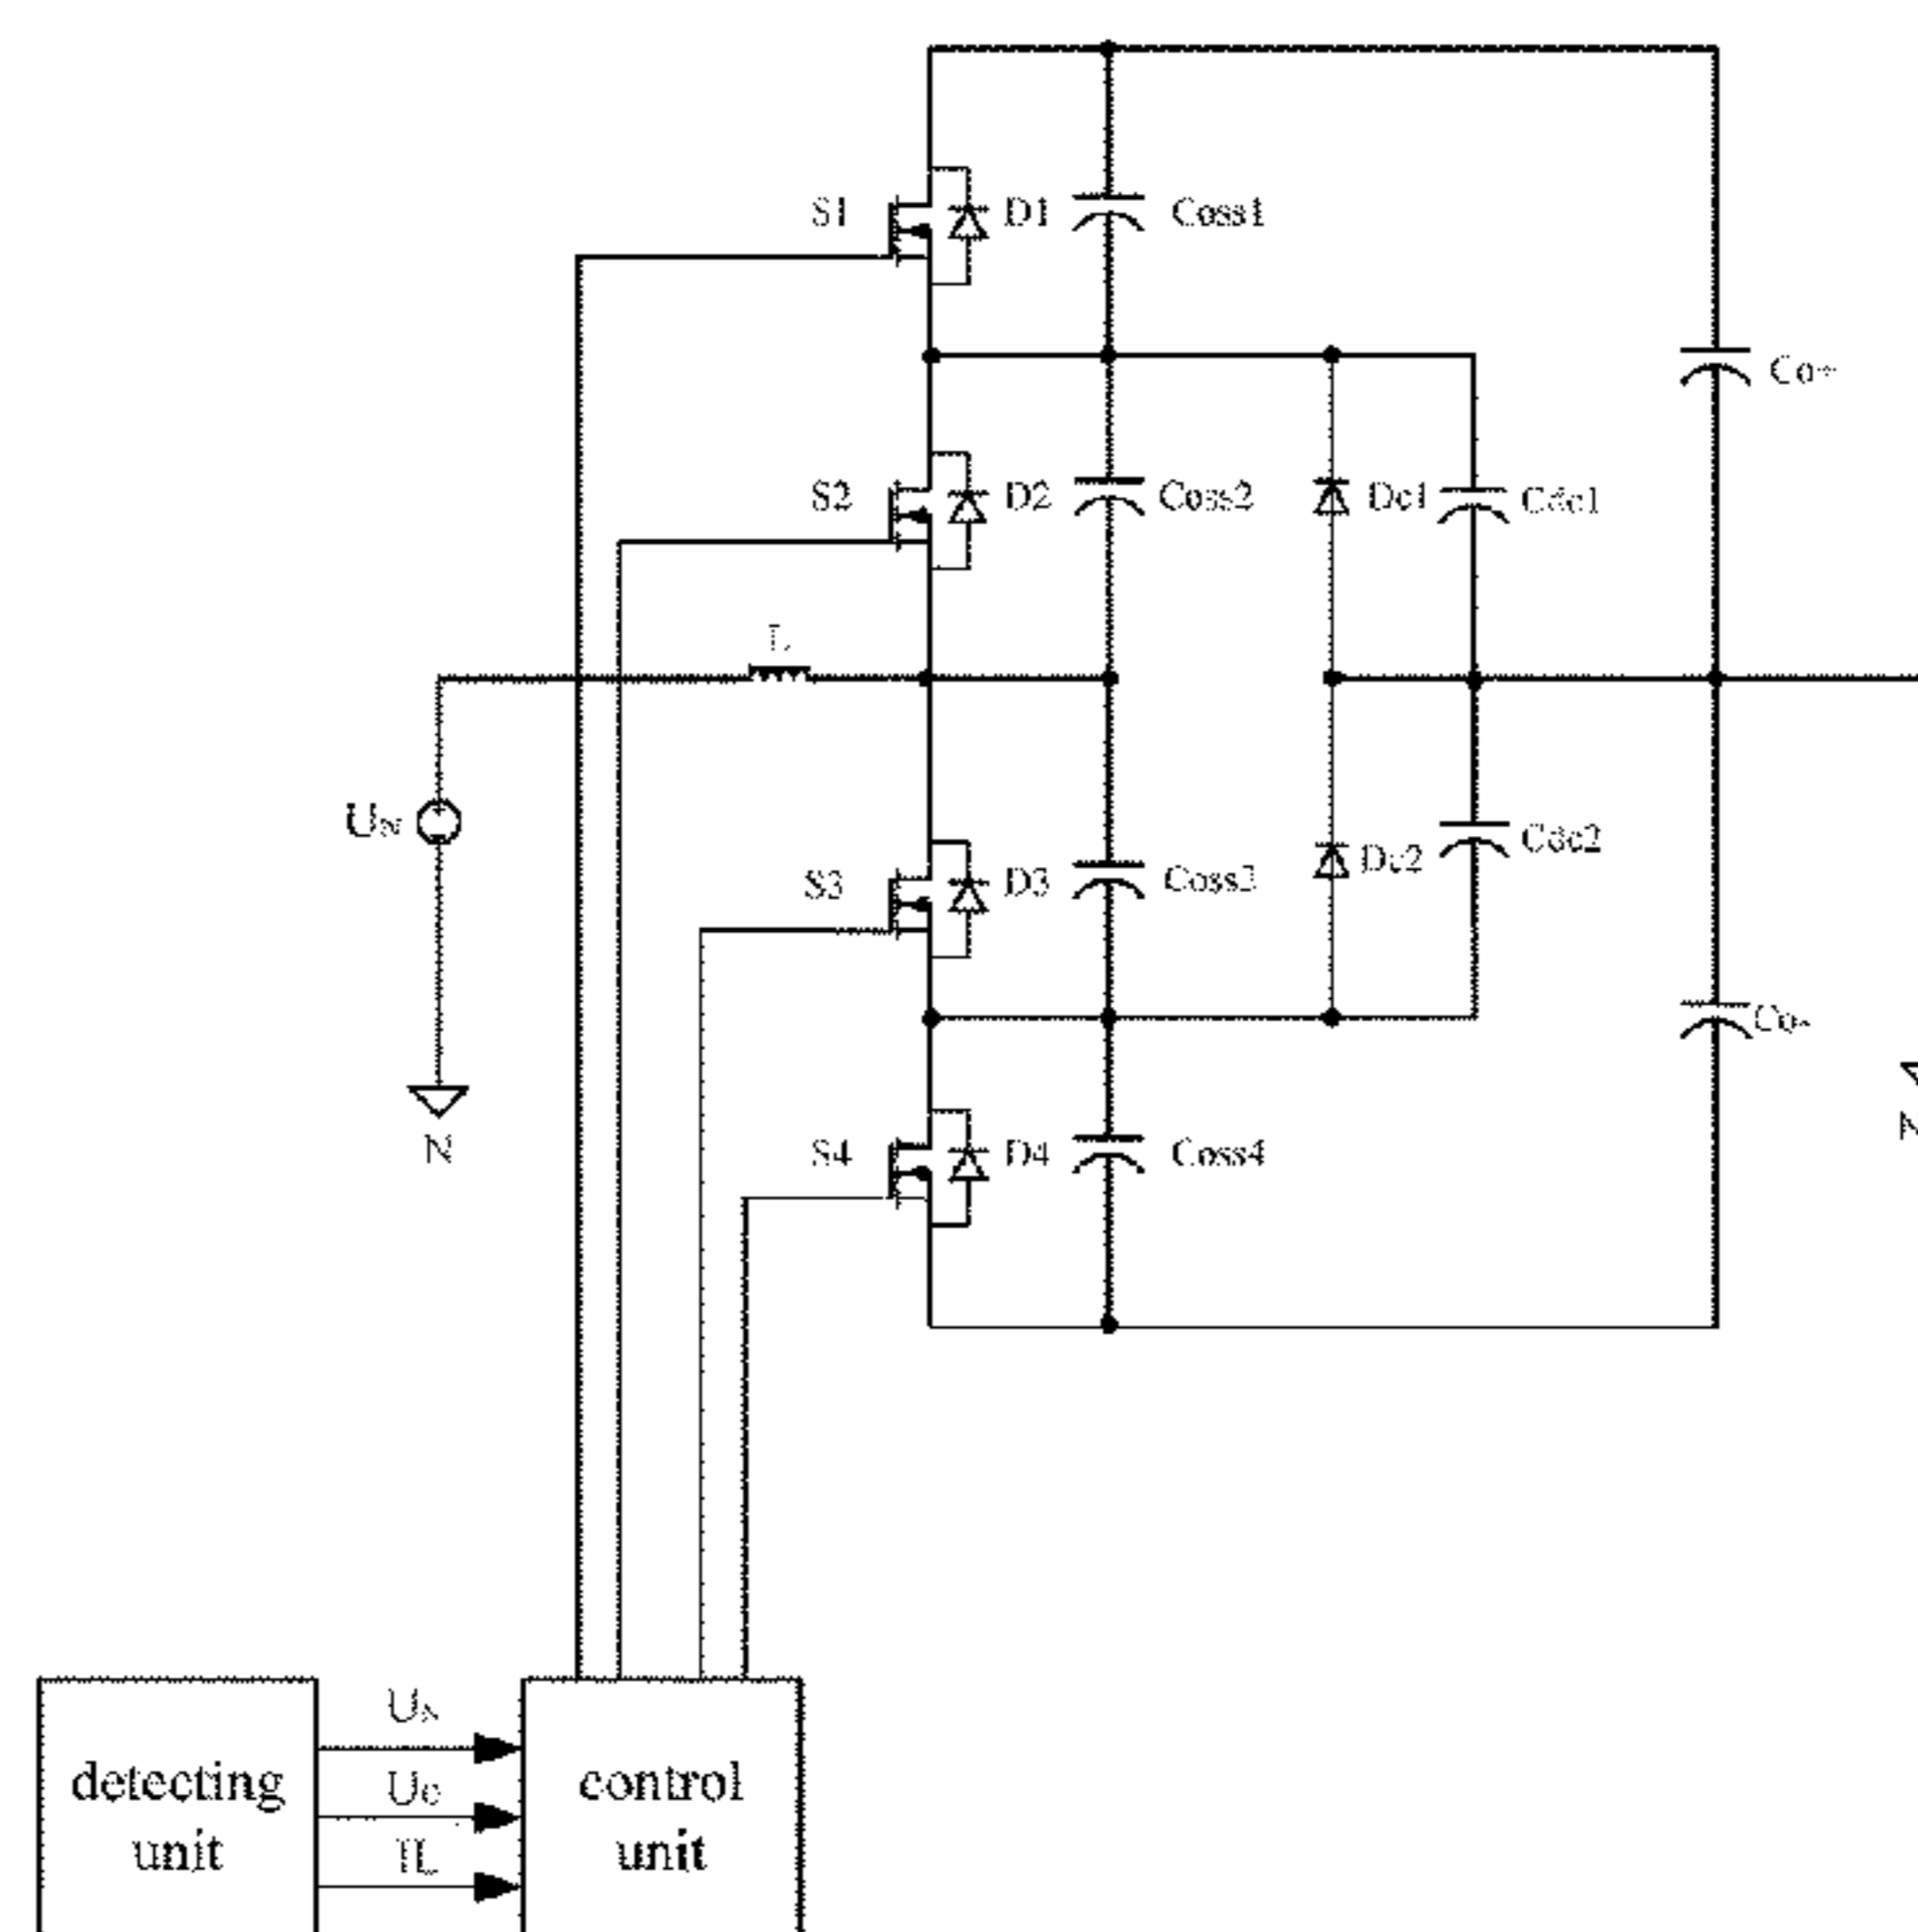 S1
D1
Coss1
Co+
S2
D2
Coss2
Dc1
Cdc1
L
UN
S3
D3
Coss3
Dc2
Cdc2
Co-
N
S4
D4
Coss4
N
UN
Uc
IL
detecting
unit
control
unit